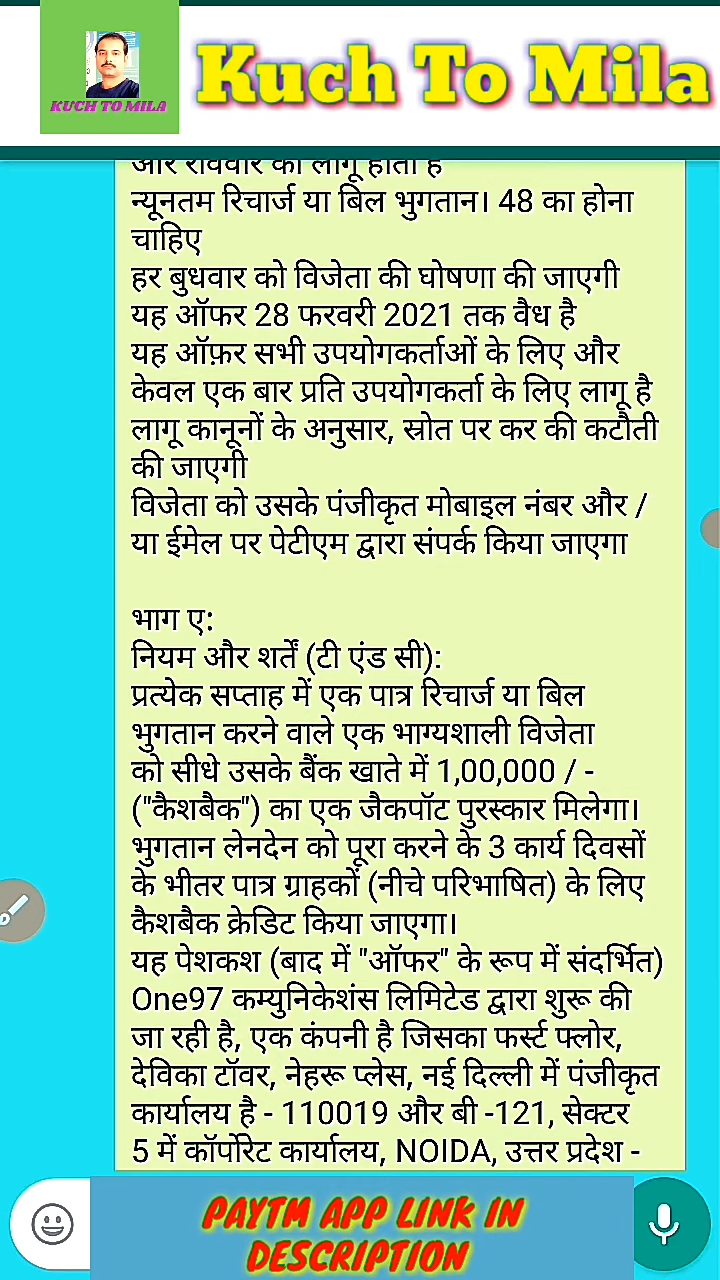 KUCH TO MILA
Kuch To Mila
और रविवार को लागू होता है
न्यूनतम रिचार्ज या बिल भुगतान। 48 का होना
चाहिए
हर बुधवार को विजेता की घोषणा की जाएगी
यह ऑफर 28 फरवरी 2021 तक वैध है
यह ऑफ़र सभी उपयोगकर्ताओं के लिए और
केवल एक बार प्रति उपयोगकर्ता के लिए लागू है
लागू कानूनों के अनुसार, स्रोत पर कर की कटौती
की जाएगी
विजेता को उसके पंजीकृत मोबाइल नंबर और /
या ईमेल पर पेटीएम द्वारा संपर्क किया जाएगा
भाग ए:
नियम और शर्तें (टी एंड सी):
प्रत्येक सप्ताह में एक पात्र रिचार्ज या बिल
भुगतान करने वाले एक भाग्यशाली विजेता
को सीधे उसके बैंक खाते में 1,00,000 / -
("कैशबैक") का एक जैकपॉट पुरस्कार मिलेगा।
भुगतान लेनदेन को पूरा करने के 3 कार्य दिवसों
के भीतर पात्र ग्राहकों (नीचे परिभाषित) के लिए
कैशबैक क्रेडिट किया जाएगा।
यह पेशकश (बाद में "ऑफर" के रूप में संदर्भित)
One97 कम्युनिकेशंस लिमिटेड द्वारा शुरू की
जा रही है, एक कंपनी है जिसका फर्स्ट फ्लोर,
देविका टॉवर, नेहरू प्लेस, नई दिल्ली में पंजीकृत
कार्यालय है - 110019 और बी -121, सेक्टर
5 में कॉर्पोरेट कार्यालय, NOIDA, उत्तर प्रदेश -
PAYTM APP LINK IN
DESCRIPTION